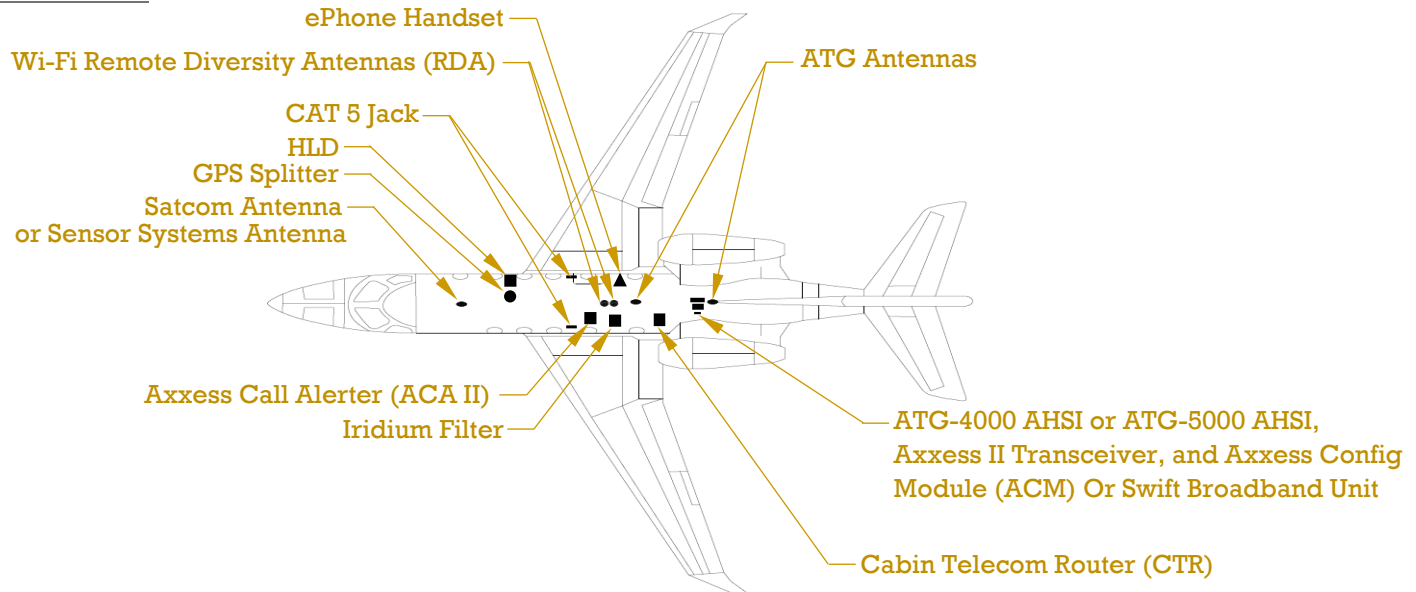 ePhone Handset
Wi-Fi Remote Diversity Antennas (RDA)
ATG Antennas
CAT 5 Jack
HLD
GPS Splitter
Satcom Antenna
or Sensor Systems Antenna
Axxess Call Alerter (ACA II)
Iridium Filter
ATG-4000 AHSI or ATG-5000 AHSI,
Axxess II Transceiver, and Axxess Config
Module (ACM) Or Swift Broadband Unit
Cabin Telecom Router (CTR)